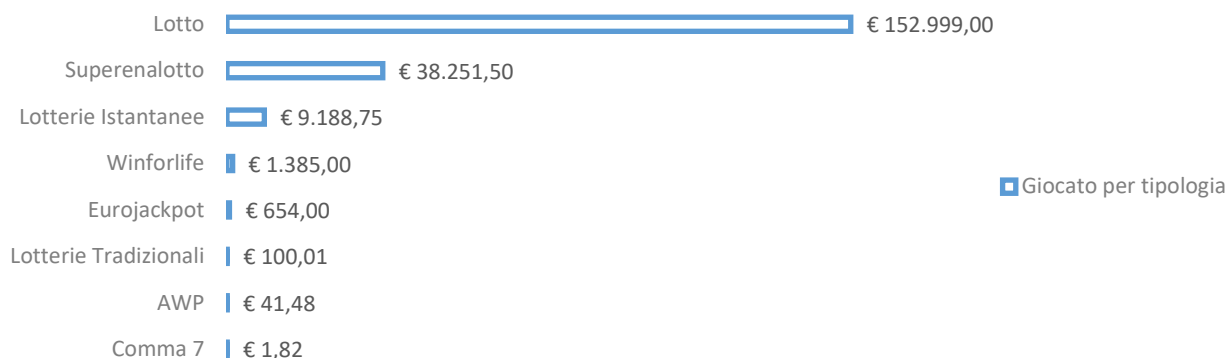 Lotto € 152.999,00
Superenalotto € 38.251,50
Lotterie Istantanee € 9.188,75
Winforlife € 1.385,00
Giocato per tipologia
Eurojackpot € 654,00
Lotterie Tradizionali € 100,01
AWP € 41,48
Comma 7 € 1,82